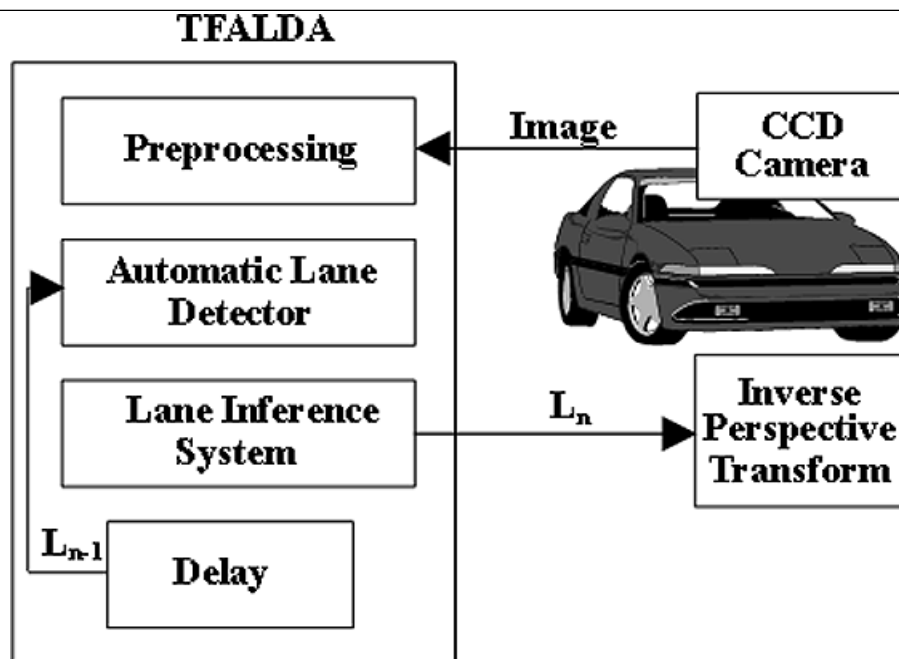 TFALDA
Preprocessing
Image
CCD
Camera
Automatic Lane
Detector
Lane Inference
System
Lₙ
Inverse
Perspective
Transform
Lₙ₋₁
Delay